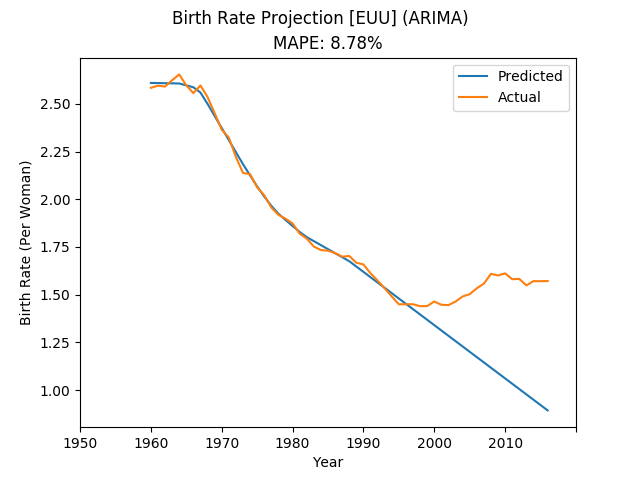 Birth Rate Projection [EUU] (ARIMA)
MAPE: 8.78%
Predicted
Actual
Birth Rate (Per Woman)
2.50
2.25
2.00
1.75
1.50
1.25
1.00
1950 1960 1970 1980 1990 2000 2010
Year